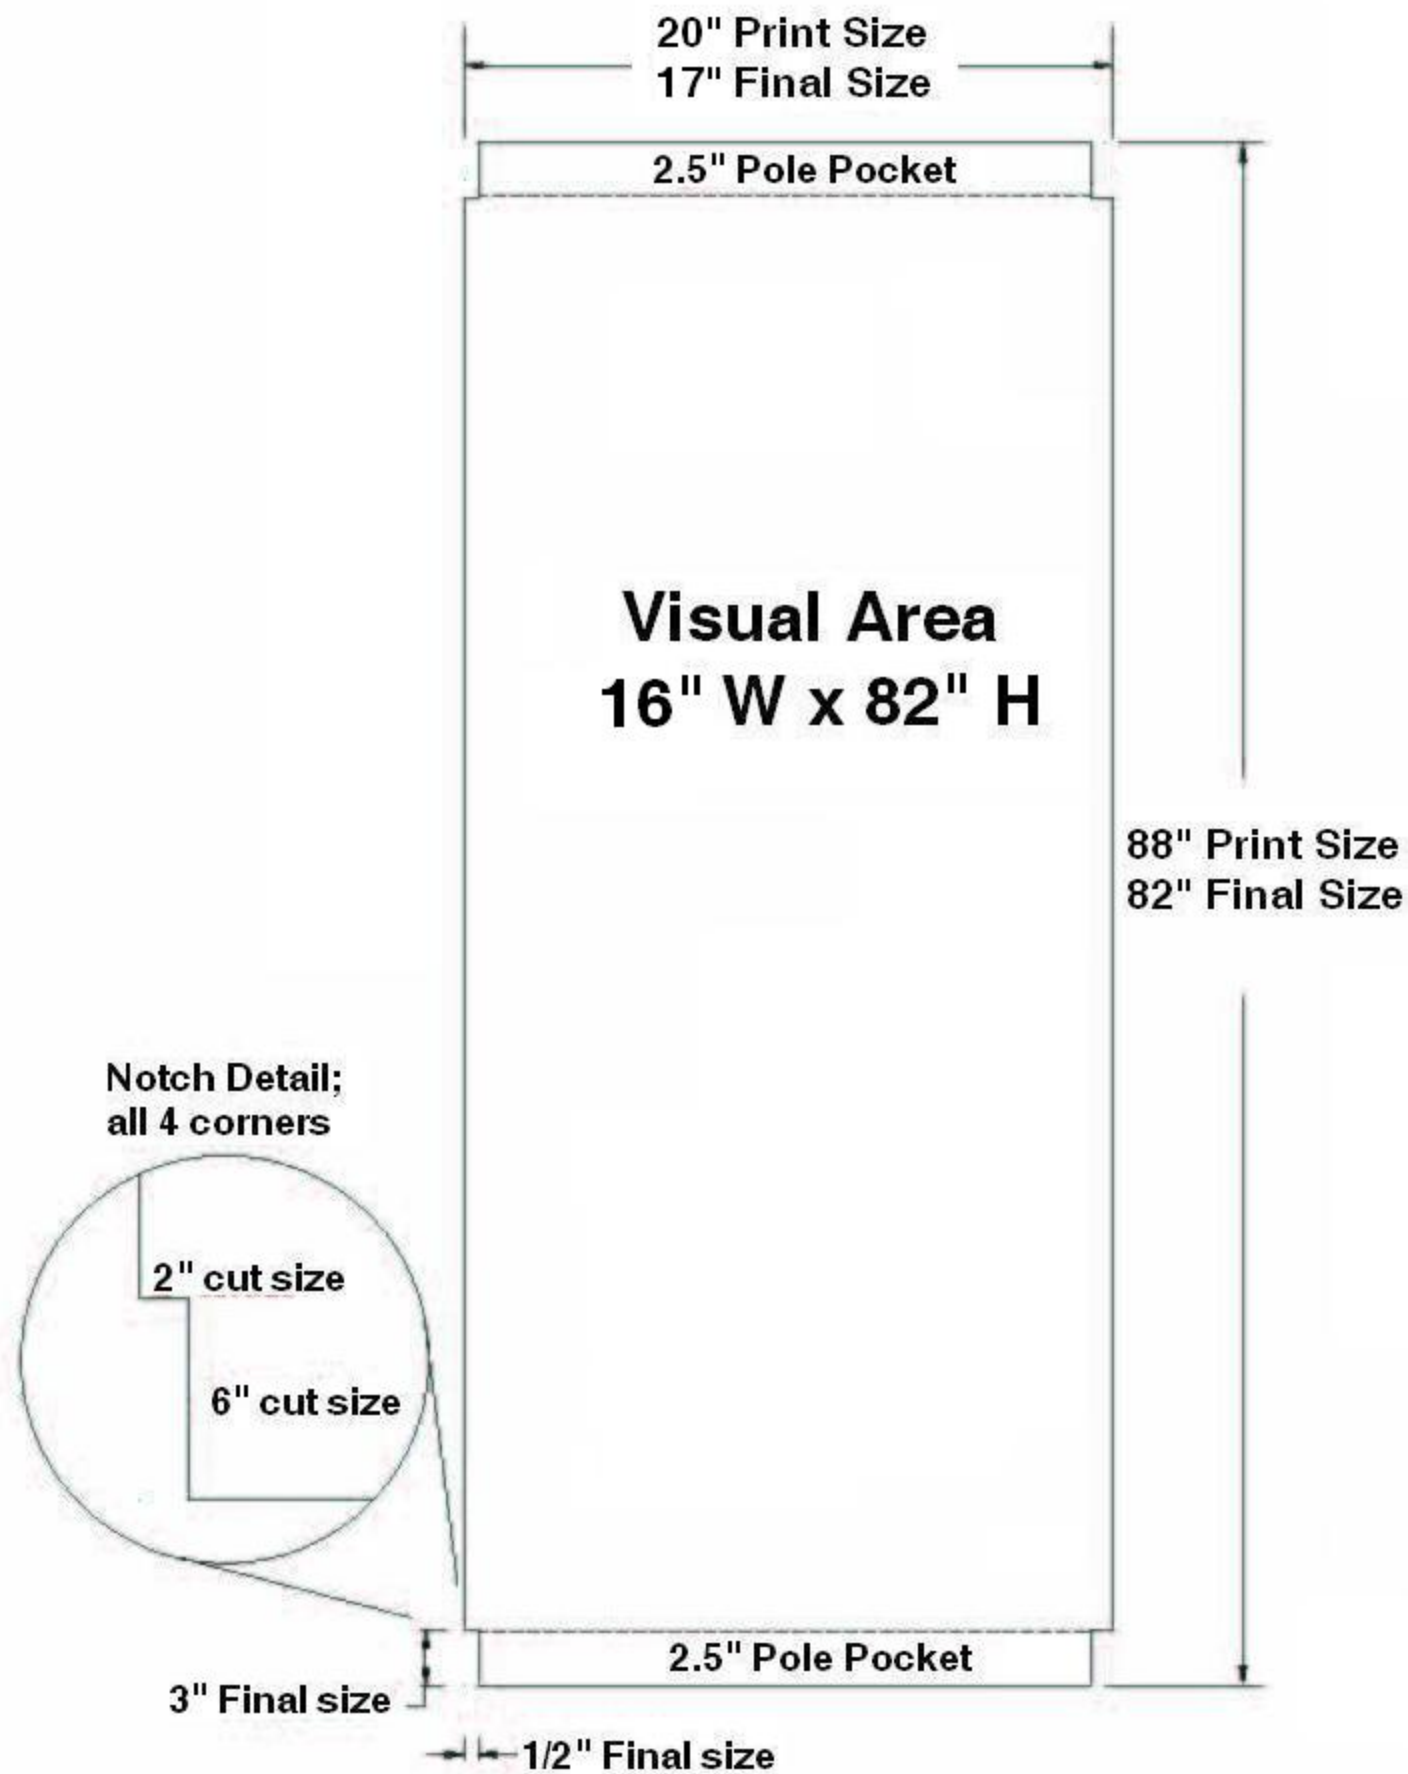 20" Print Size
17" Final Size
2.5" Pole Pocket
Visual Area
16" W x 82" H
88" Print Size
82" Final Size
Notch Detail;
all 4 corners
2" cut size
6" cut size
2.5" Pole Pocket
3" Final size
1/2" Final size